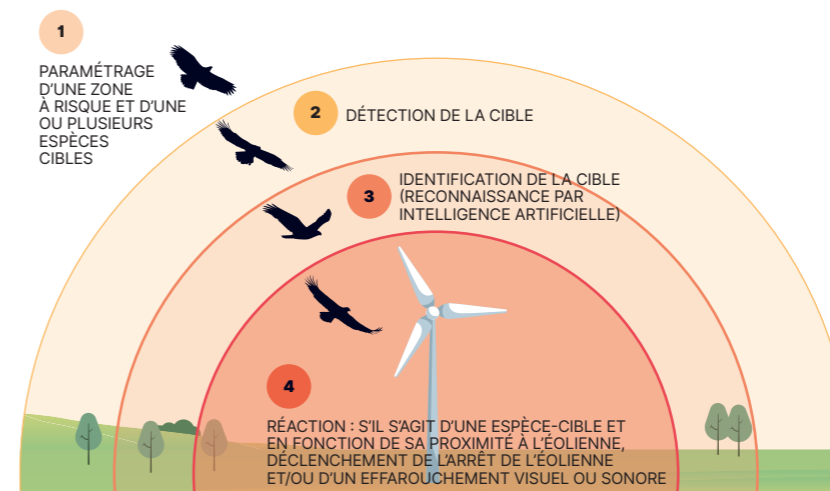 1
PARAMÉTRAGE
D'UNE ZONE
À RISQUE ET D'UNE
OU PLUSIEURS
ESPÈCES
CIBLES
2
DÉTECTION DE LA CIBLE
3
IDENTIFICATION DE LA CIBLE
(RECONNAISSANCE PAR
INTELLIGENCE ARTIFICIELLE)
4
RÉACTION : S'IL S'AGIT D'UNE ESPÈCE-CIBLE ET
EN FONCTION DE SA PROXIMITÉ À L'ÉOLIENNE,
DÉCLENCHEMENT DE L'ARRÊT DE L'ÉOLIENNE
ET/OU D'UN EFFAROUCHEMENT VISUEL OU SONORE